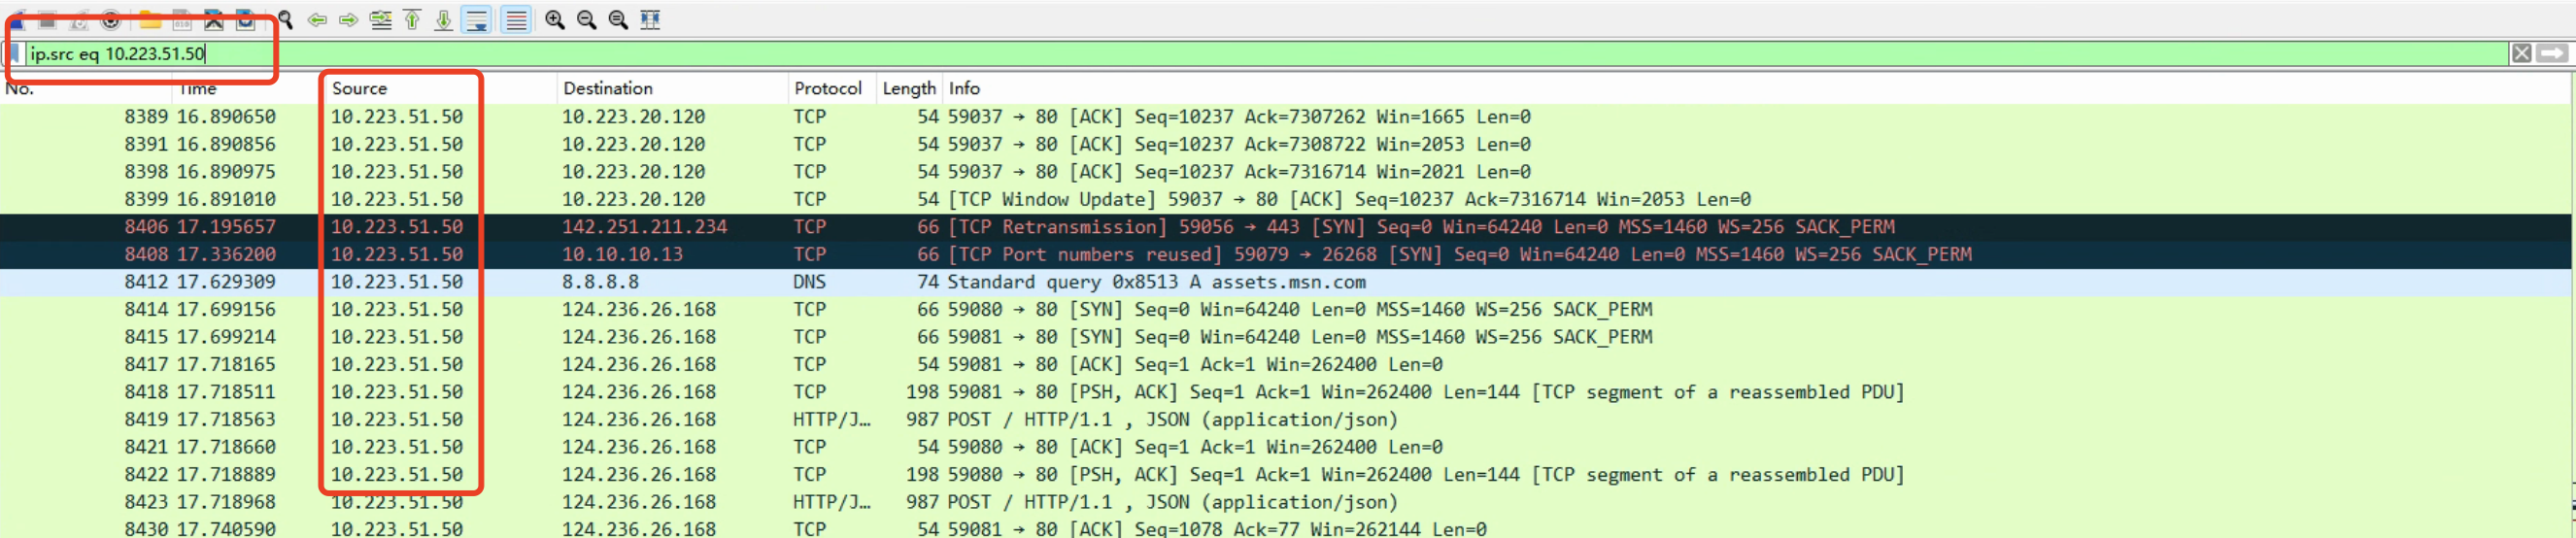 ip.src eq 10.223.51.50
No. Time Source Destination Protocol Length Info
8389 16.890650 10.223.51.50 10.223.20.120 TCP 54 59037 → 80 [ACK] Seq=10237 Ack=7307262 Win=1665 Len=0
8391 16.890856 10.223.51.50 10.223.20.120 TCP 54 59037 → 80 [ACK] Seq=10237 Ack=7308722 Win=2053 Len=0
8398 16.890975 10.223.51.50 10.223.20.120 TCP 54 59037 → 80 [ACK] Seq=10237 Ack=7316714 Win=2021 Len=0
8399 16.891010 10.223.51.50 10.223.20.120 TCP 54 [TCP Window Update] 59037 → 80 [ACK] Seq=10237 Ack=7316714 Win=2053 Len=0
8406 17.195657 10.223.51.50 142.251.211.234 TCP 66 [TCP Retransmission] 59056 → 443 [SYN] Seq=0 Win=64240 Len=0 MSS=1460 WS=256 SACK_PERM
8408 17.336200 10.223.51.50 10.10.10.13 TCP 66 [TCP Port numbers reused] 59079 → 26268 [SYN] Seq=0 Win=64240 Len=0 MSS=1460 WS=256 SACK_PERM
8412 17.629309 10.223.51.50 8.8.8.8 DNS 74 Standard query 0x8513 A assets.msn.com
8414 17.699156 10.223.51.50 124.236.26.168 TCP 66 59080 → 80 [SYN] Seq=0 Win=64240 Len=0 MSS=1460 WS=256 SACK_PERM
8415 17.699214 10.223.51.50 124.236.26.168 TCP 66 59081 → 80 [SYN] Seq=0 Win=64240 Len=0 MSS=1460 WS=256 SACK_PERM
8417 17.718165 10.223.51.50 124.236.26.168 TCP 54 59081 → 80 [ACK] Seq=1 Ack=1 Win=262400 Len=0
8418 17.718511 10.223.51.50 124.236.26.168 TCP 198 59081 → 80 [PSH, ACK] Seq=1 Ack=1 Win=262400 Len=144 [TCP segment of a reassembled PDU]
8419 17.718563 10.223.51.50 124.236.26.168 HTTP/J… 987 POST / HTTP/1.1 , JSON (application/json)
8421 17.718660 10.223.51.50 124.236.26.168 TCP 54 59080 → 80 [ACK] Seq=1 Ack=1 Win=262400 Len=0
8422 17.718889 10.223.51.50 124.236.26.168 TCP 198 59080 → 80 [PSH, ACK] Seq=1 Ack=1 Win=262400 Len=144 [TCP segment of a reassembled PDU]
8423 17.718968 10.223.51.50 124.236.26.168 HTTP/J… 987 POST / HTTP/1.1 , JSON (application/json)
8430 17.740590 10.223.51.50 124.236.26.168 TCP 54 59081 → 80 [ACK] Seq=1078 Ack=77 Win=262144 Len=0